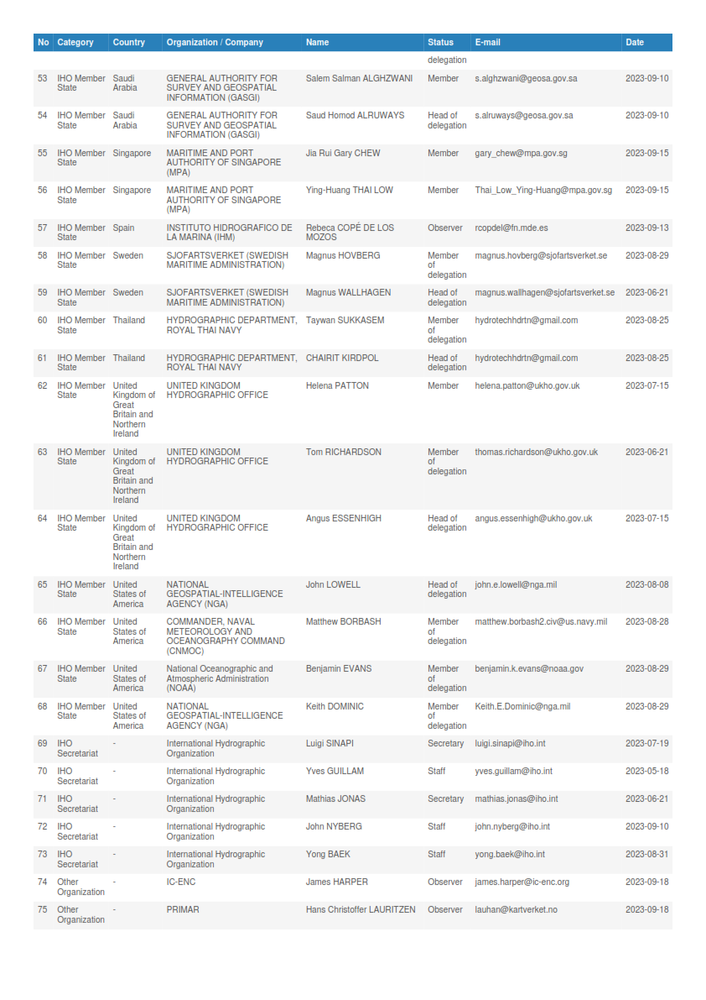 No Category Country Organization / Company Name Status E-mail Date
delegation
53 IHO Member Saudi GENERAL AUTHORITY FOR Salem Salman ALGHZWANI Member s.alghzwani@geosa.gov.sa 2023-09-10
State Arabia SURVEY AND GEOSPATIAL
INFORMATION (GASGI)
54 IHO Member Saudi GENERAL AUTHORITY FOR Saud Homod ALRUWAYS Head of s.alruways@geosa.gov.sa 2023-09-10
State Arabia SURVEY AND GEOSPATIAL delegation
INFORMATION (GASGI)
55 IHO Member Singapore MARITIME AND PORT Jia Rui Gary CHEW Member gary_chew@mpa.gov.sg 2023-09-15
State AUTHORITY OF SINGAPORE
(MPA)
56 IHO Member Singapore MARITIME AND PORT Ying-Huang THAI LOW Member Thai_Low_Ying-Huang@mpa.gov.sg 2023-09-15
State AUTHORITY OF SINGAPORE
(MPA)
57 IHO Member Spain INSTITUTO HIDROGRAFICO DE Rebeca COPÉ DE LOS Observer rcopdel@fn.mde.es 2023-09-13
State LA MARINA (IHM) MOZOS
58 IHO Member Sweden SJOFARTSVERKET (SWEDISH Magnus HOVBERG Member magnus.hovberg@sjofartsverket.se 2023-08-29
State MARITIME ADMINISTRATION) of
delegation
59 IHO Member Sweden SJOFARTSVERKET (SWEDISH Magnus WALLHAGEN Head of magnus.wallhagen@sjofartsverket.se 2023-06-21
State MARITIME ADMINISTRATION) delegation
60 IHO Member Thailand HYDROGRAPHIC DEPARTMENT, Taywan SUKKASEM Member hydrotechhdrtn@gmail.com 2023-08-25
State ROYAL THAI NAVY of
delegation
61 IHO Member Thailand HYDROGRAPHIC DEPARTMENT, CHAIRIT KIRDPOL Head of hydrotechhdrtn@gmail.com 2023-08-25
State ROYAL THAI NAVY delegation
62 IHO Member United UNITED KINGDOM Helena PATTON Member helena.patton@ukho.gov.uk 2023-07-15
State Kingdom of HYDROGRAPHIC OFFICE
Great
Britain and
Northern
Ireland
63 IHO Member United UNITED KINGDOM Tom RICHARDSON Member thomas.richardson@ukho.gov.uk 2023-06-21
State Kingdom of HYDROGRAPHIC OFFICE of
Great delegation
Britain and
Northern
Ireland
64 IHO Member United UNITED KINGDOM Angus ESSENHIGH Head of angus.essenhigh@ukho.gov.uk 2023-07-15
State Kingdom of HYDROGRAPHIC OFFICE delegation
Great
Britain and
Northern
Ireland
65 IHO Member United NATIONAL John LOWELL Head of john.e.lowell@nga.mil 2023-08-08
State States of GEOSPATIAL-INTELLIGENCE delegation
America AGENCY (NGA)
66 IHO Member United COMMANDER, NAVAL Matthew BORBASH Member matthew.borbash2.civ@us.navy.mil 2023-08-28
State States of METEOROLOGY AND of
America OCEANOGRAPHY COMMAND delegation
(CNMOC)
67 IHO Member United National Oceanographic and Benjamin EVANS Member benjamin.k.evans@noaa.gov 2023-08-29
State States of Atmospheric Administration of
America (NOAA) delegation
68 IHO Member United NATIONAL Keith DOMINIC Member Keith.E.Dominic@nga.mil 2023-08-29
State States of GEOSPATIAL-INTELLIGENCE of
America AGENCY (NGA) delegation
69 IHO - International Hydrographic Luigi SINAPI Secretary luigi.sinapi@iho.int 2023-07-19
Secretariat Organization
70 IHO - International Hydrographic Yves GUILLAM Staff yves.guillam@iho.int 2023-05-18
Secretariat Organization
71 IHO - International Hydrographic Mathias JONAS Secretary mathias.jonas@iho.int 2023-06-21
Secretariat Organization
72 IHO - International Hydrographic John NYBERG Staff john.nyberg@iho.int 2023-09-10
Secretariat Organization
73 IHO - International Hydrographic Yong BAEK Staff yong.baek@iho.int 2023-08-31
Secretariat Organization
74 Other - IC-ENC James HARPER Observer james.harper@ic-enc.org 2023-09-18
Organization
75 Other - PRIMAR Hans Christoffer LAURITZEN Observer lauhan@kartverket.no 2023-09-18
Organization